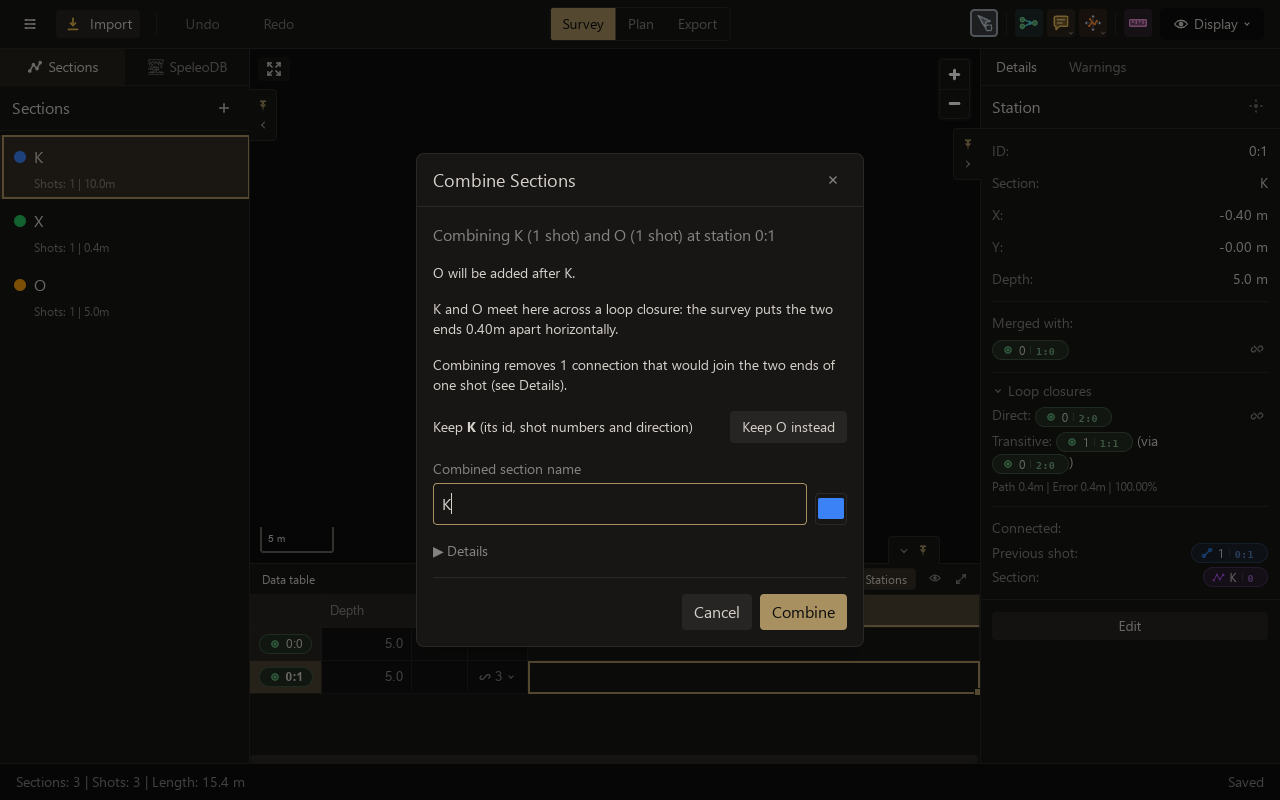 Import
Undo
Redo
Survey
Plan
Export
Display
Sections
SpeleoDB
Sections
K
Shots: 1 | 10.0m
X
Shots: 1 | 0.4m
O
Shots: 1 | 5.0m
5 m
Combine Sections
Combining K (1 shot) and O (1 shot) at station 0:1
O will be added after K.
K and O meet here across a loop closure: the survey puts the two
ends 0.40m apart horizontally.
Combining removes 1 connection that would join the two ends of
one shot (see Details).
Keep K (its id, shot numbers and direction)
Keep O instead
Combined section name
K
▶ Details
Cancel
Combine
Data table
Stations
Depth
0:0
5.0
0:1
5.0
3
Details
Warnings
Station
ID:
0:1
Section:
K
X:
-0.40 m
Y:
-0.00 m
Depth:
5.0 m
Merged with:
0 1:0
Loop closures
Direct: 0 2:0
Transitive: 1 1:1 (via
0 2:0)
Path 0.4m | Error 0.4m | 100.00%
Connected:
Previous shot:
1 0:1
Section:
K 0
Edit
Sections: 3 | Shots: 3 | Length: 15.4 m
Saved